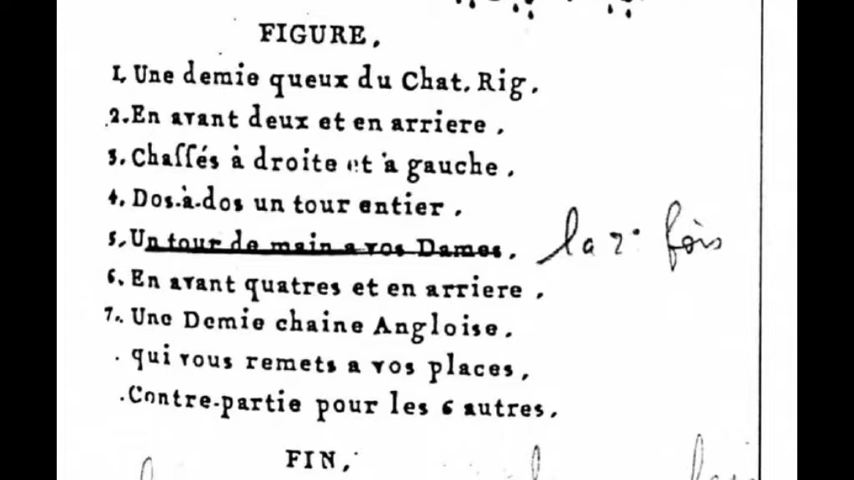 FIGURE,
1. Une demie queux du Chat. Rig.
2. En avant deux et en arriere.
3. Chaſſés à droite et à gauche.
4. Dos-à-dos un tour entier.
5. Un tour de main a vos Dames. la 2e fois
6. En avant quatres et en arriere.
7. Une Demie chaine Angloise.
qui vous remets a vos places,
Contre-partie pour les 6 autres.
FIN,